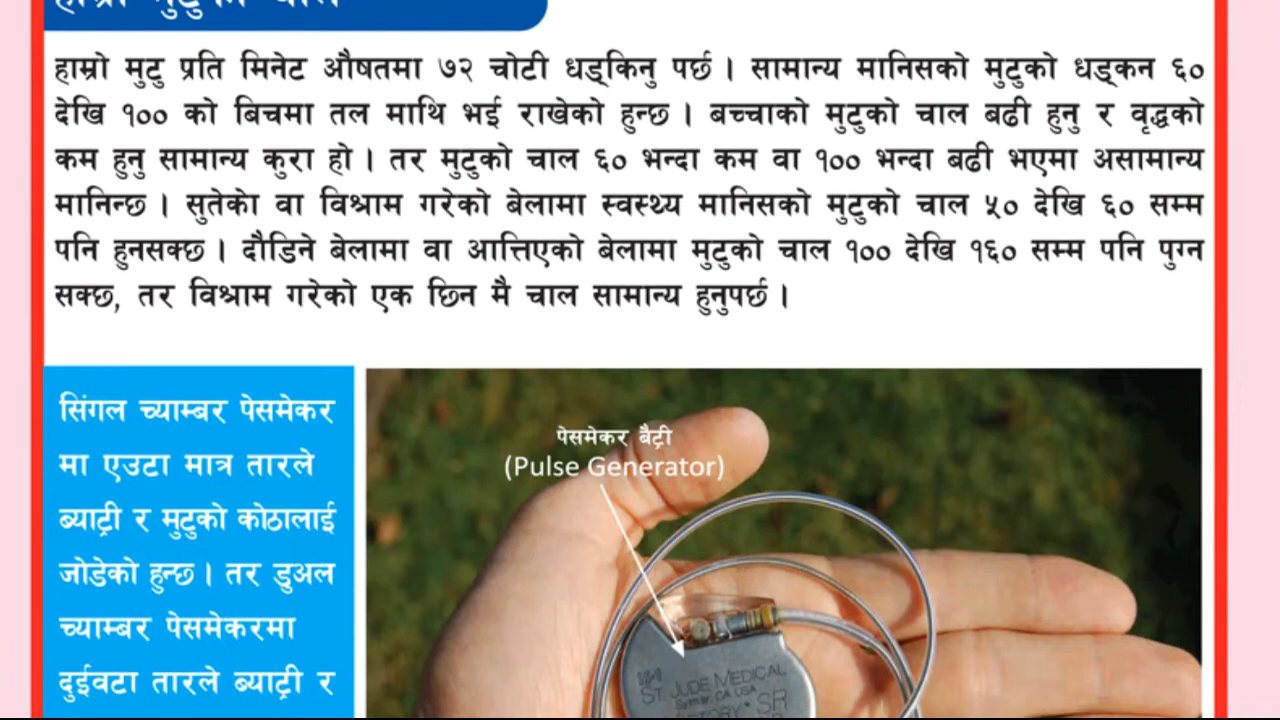 हाम्रो मुटुको चाल
हाम्रो मुटु प्रति मिनेट औषतमा ७२ चोटी धड्किनु पर्छ । सामान्य मानिसको मुटुको धड्कन ६०
देखि १०० को बिचमा तल माथि भई राखेको हुन्छ । बच्चाको मुटुको चाल बढी हुनु र वृद्धको
कम हुनु सामान्य कुरा हो । तर मुटुको चाल ६० भन्दा कम वा १०० भन्दा बढी भएमा असामान्य
मानिन्छ । सुतेकाे वा विश्राम गरेको बेलामा स्वस्थ्य मानिसको मुटुको चाल ५० देखि ६० सम्म
पनि हुनसक्छ । दौडिने बेलामा वा आत्तिएको बेलामा मुटुको चाल १०० देखि १६० सम्म पनि पुग्न
सक्छ, तर विश्राम गरेको एक छिन मै चाल सामान्य हुनुपर्छ ।
सिंगल च्याम्बर पेसमेकर
मा एउटा मात्र तारले
ब्याट्री र मुटुको कोठालाई
जोडेको हुन्छ । तर डुअल
च्याम्बर पेसमेकरमा
दुईवटा तारले ब्याट्री र
पेसमेकर बैट्री
(Pulse Generator)
ST. JUDE MEDICAL
Sylmar, CA USA
SR